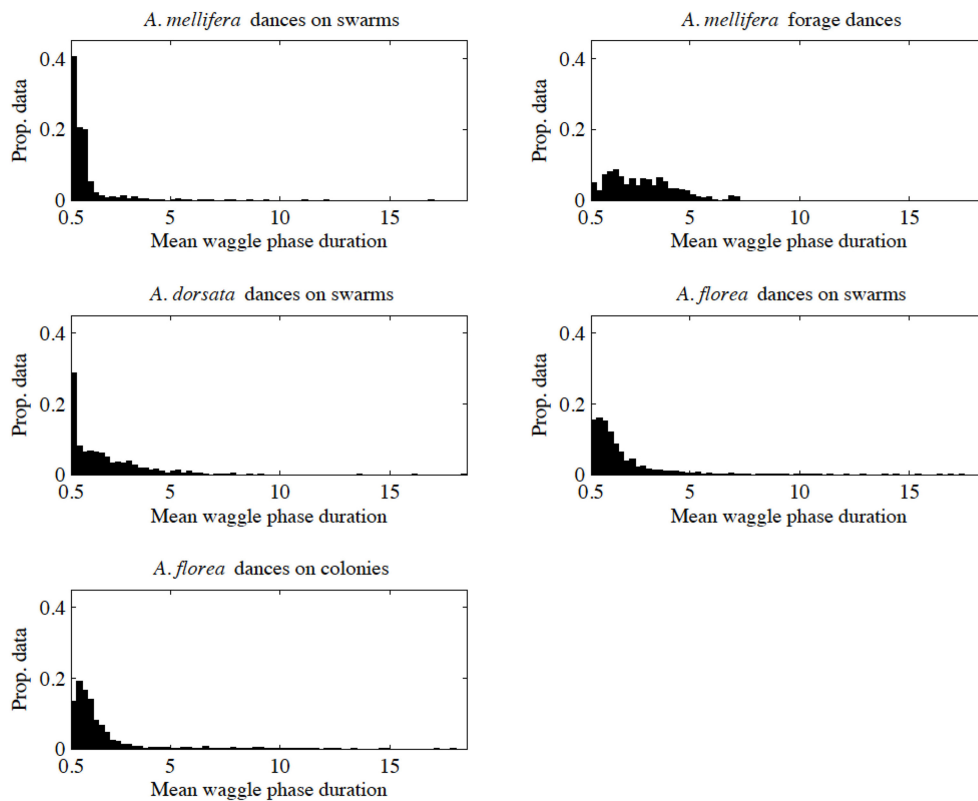 A. mellifera dances on swarms
0.4
0.2
0
Prop. data
0.5 5 10 15
Mean waggle phase duration
A. mellifera forage dances
0.4
0.2
0
Prop. data
0.5 5 10 15
Mean waggle phase duration
A. dorsata dances on swarms
0.4
0.2
0
Prop. data
0.5 5 10 15
Mean waggle phase duration
A. florea dances on swarms
0.4
0.2
0
Prop. data
0.5 5 10 15
Mean waggle phase duration
A. florea dances on colonies
0.4
0.2
0
Prop. data
0.5 5 10 15
Mean waggle phase duration